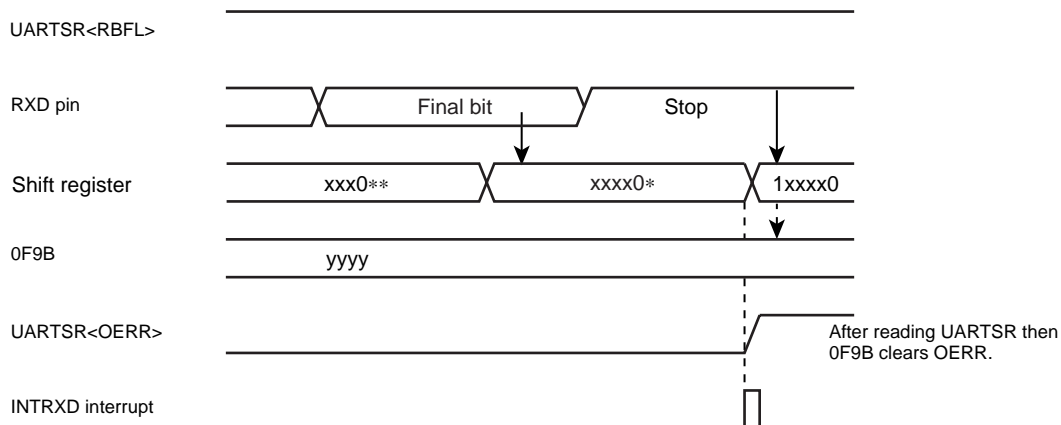 UARTSR<RBFL>
RXD pin
Final bit
Stop
Shift register
xxx0**
xxxx0*
1xxxx0
0F9B
yyyy
UARTSR<OERR>
After reading UARTSR then
0F9B clears OERR.
INTRXD interrupt